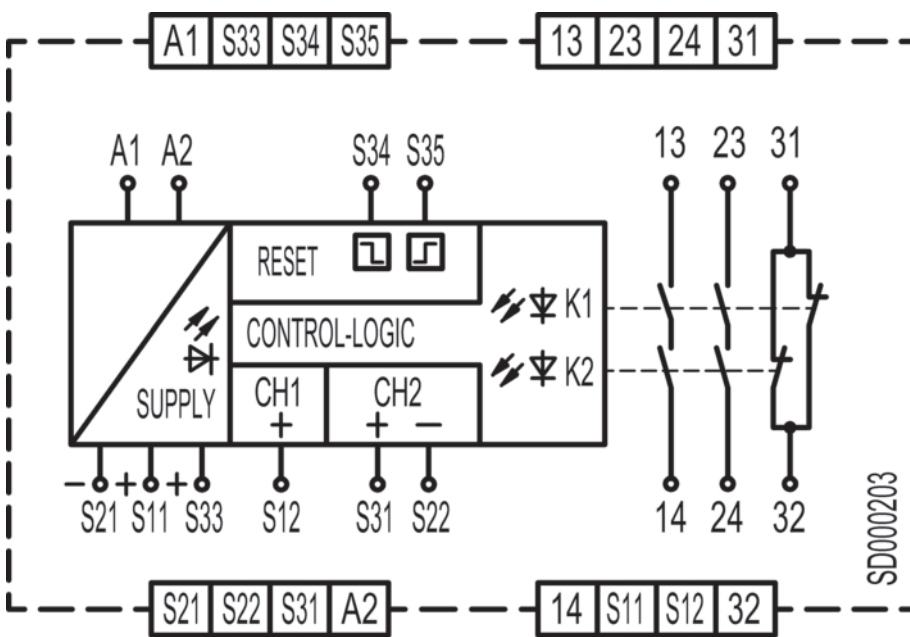 A1 S33 S34 S35 13 23 24 31
A1 A2 S34 S35 13 23 31
RESET
K1
CONTROL-LOGIC
K2
SUPPLY CH1 CH2
+ + −
− + +
S21 S11 S33 S12 S31 S22 14 24 32
SD000203
S21 S22 S31 A2 14 S11 S12 32